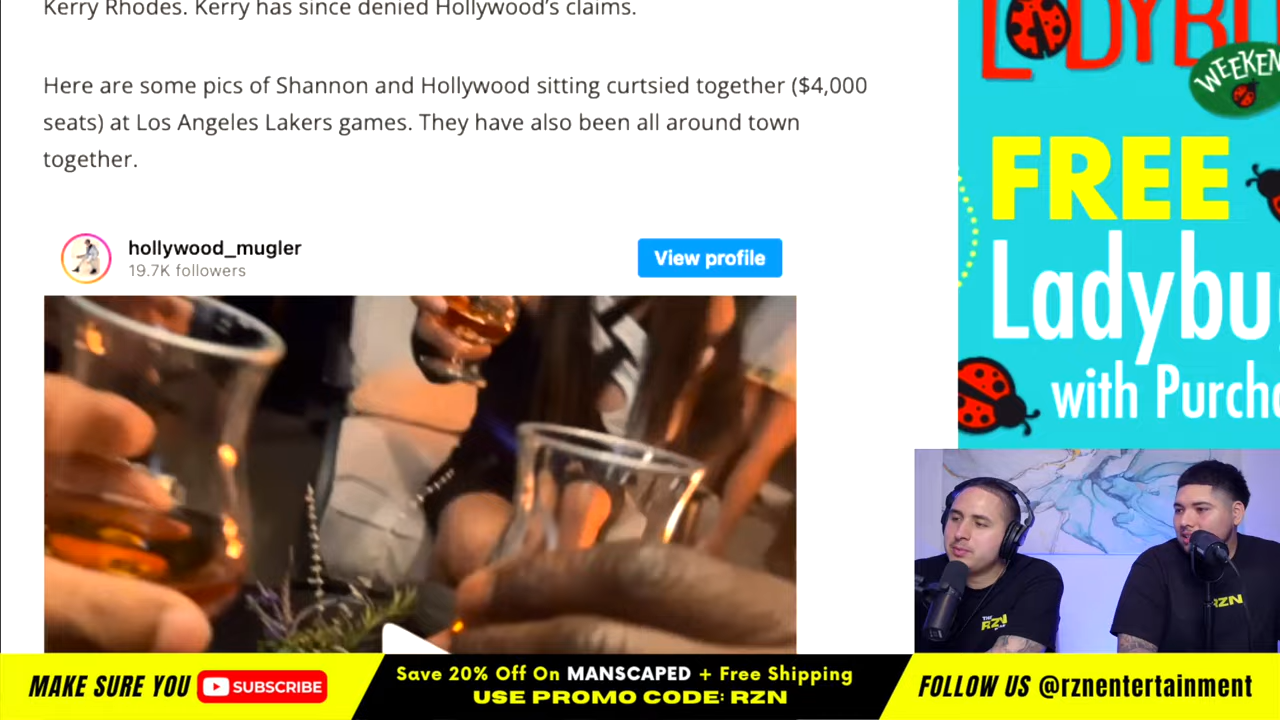 Kerry Rhodes. Kerry has since denied Hollywood's claims.
Here are some pics of Shannon and Hollywood sitting curtsied together ($4,000
seats) at Los Angeles Lakers games. They have also been all around town
together.
hollywood_mugler
19.7K followers
View profile
LADYBU
WEEKEN
FREE
Ladybu
with Purcha
RZN
RZN
MAKE SURE YOU SUBSCRIBE
Save 20% Off On MANSCAPED + Free Shipping
USE PROMO CODE: RZN
FOLLOW US @rznentertainment